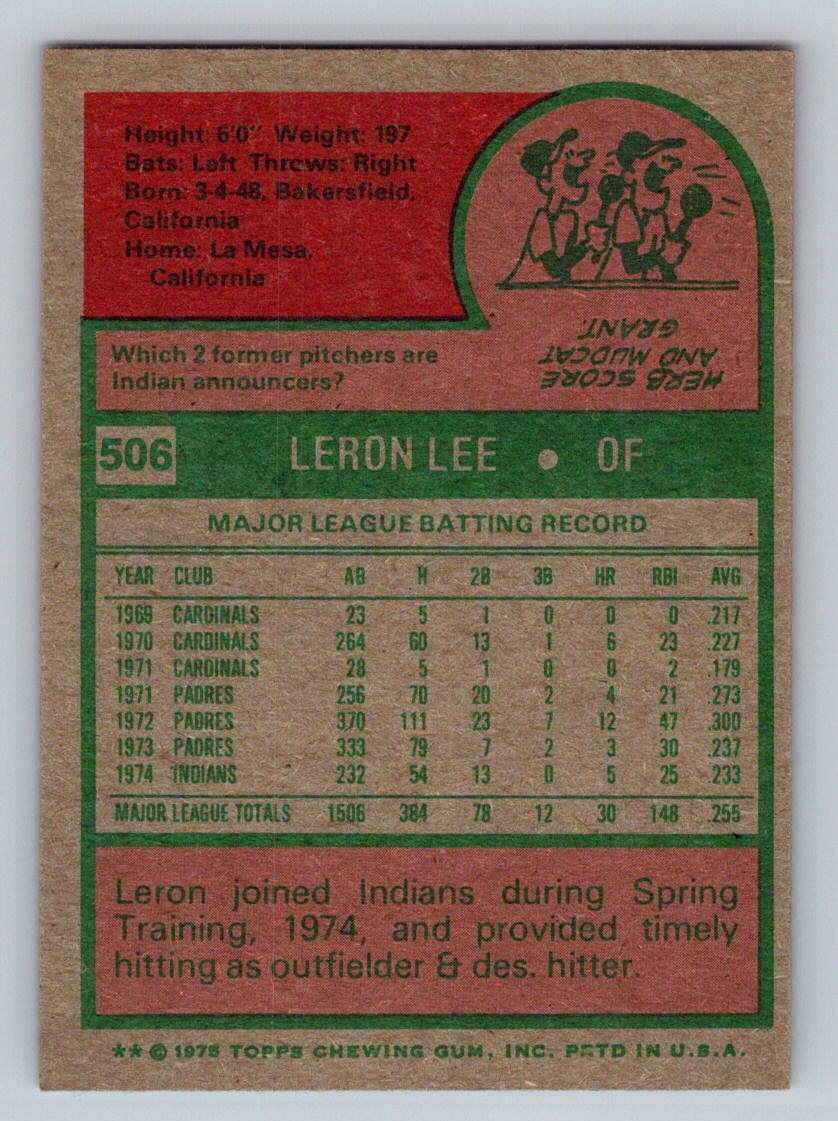 Height: 6'0" Weight: 197
Bats: Left Throws: Right
Born: 3-4-48, Bakersfield,
California
Home: La Mesa,
California
Which 2 former pitchers are
Indian announcers?
HERB SCORE
AND MUDCAT
GRANT.
506 LERON LEE • OF
MAJOR LEAGUE BATTING RECORD
YEAR CLUB AB H 2B 3B HR RBI AVG
1969 CARDINALS 23 5 1 0 0 0 .217
1970 CARDINALS 264 60 13 1 6 23 .227
1971 CARDINALS 28 5 1 0 0 2 .179
1971 PADRES 256 70 20 2 4 21 .273
1972 PADRES 370 111 23 7 12 47 .300
1973 PADRES 333 79 7 2 3 30 .237
1974 INDIANS 232 54 13 0 5 25 .233
MAJOR LEAGUE TOTALS 1506 384 78 12 30 148 .255
Leron joined Indians during Spring
Training, 1974, and provided timely
hitting as outfielder & des. hitter.
** © 1975 TOPPS CHEWING GUM, INC. PRTD IN U.S.A.